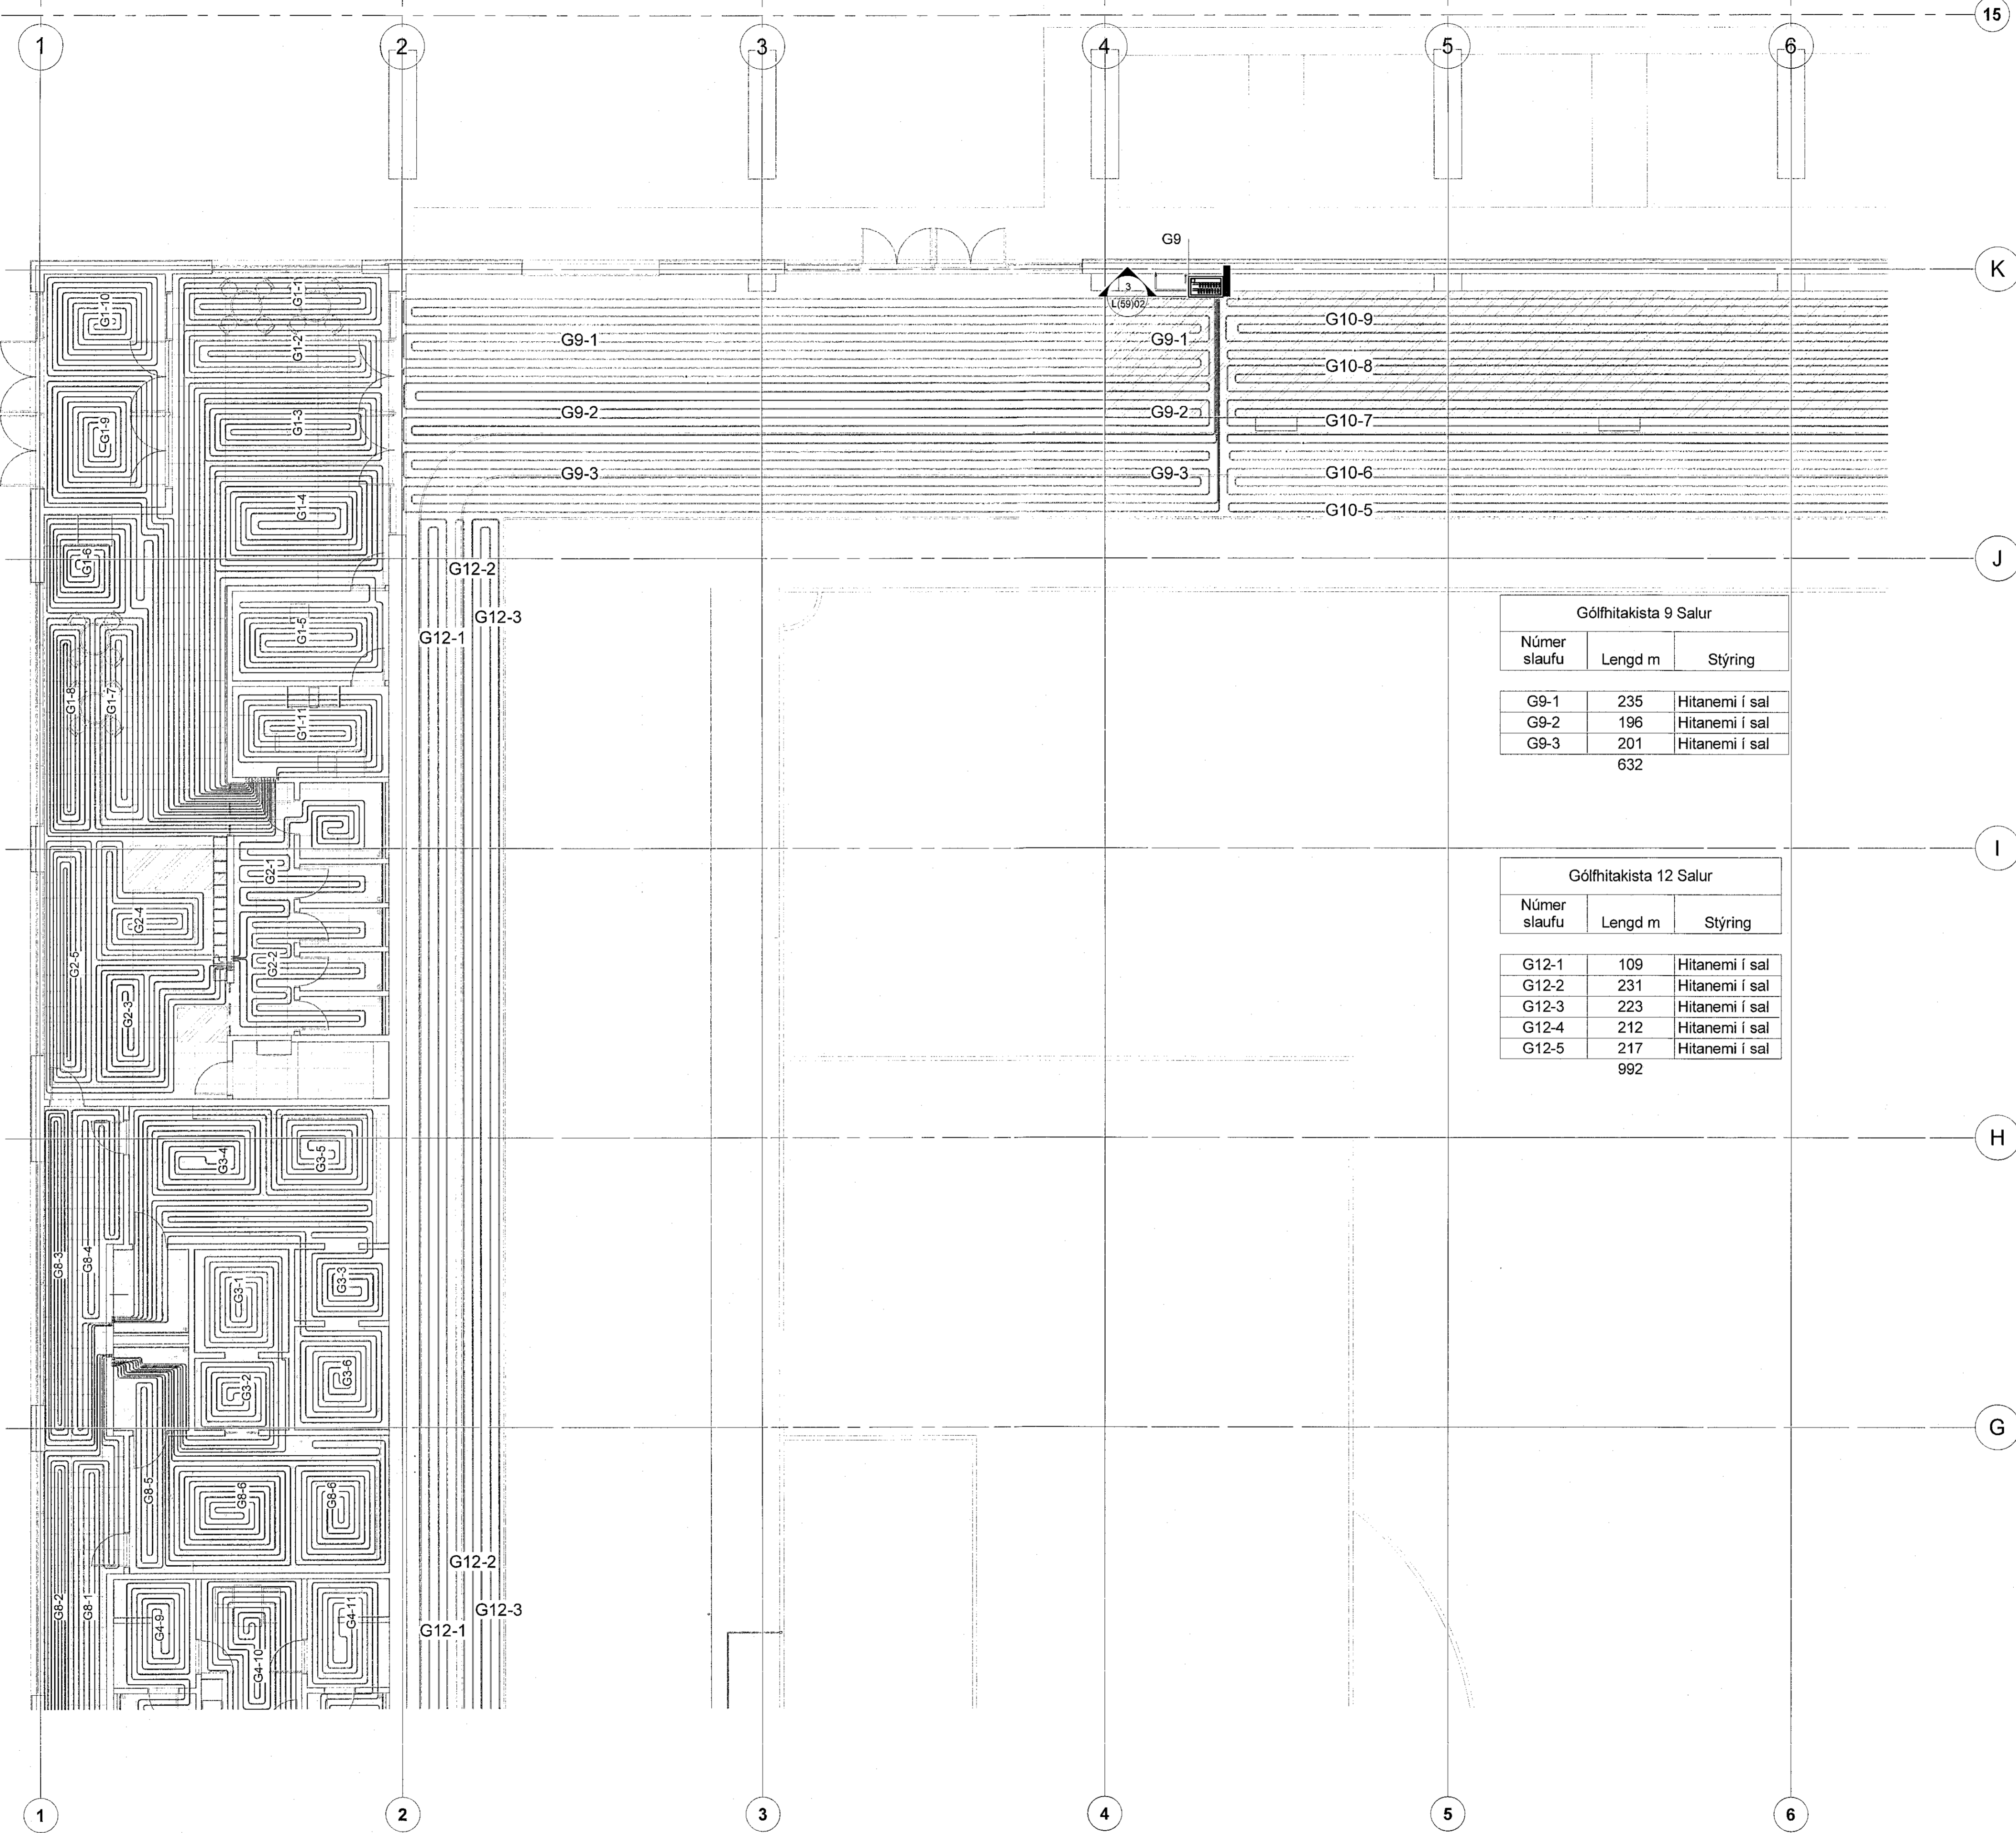 15
1 2 3 4 5 6
G9
K
3
L(59)02
G1-10
G1-1
G1-2
G1-9
G1-3
G1-4
G1-6
G1-5
G1-8
G1-7
G1-11
G9-1 G9-1
G9-2 G9-2
G9-3 G9-3
G10-9
G10-8
G10-7
G10-6
G10-5
J
G12-2
G12-3
G12-1
Gólfhitakista 9 Salur
Númer
slaufu Lengd m Stýring
G9-1 235 Hitanemi í sal
G9-2 196 Hitanemi í sal
G9-3 201 Hitanemi í sal
632
I
G2-1
G2-4
G2-5
G2-2
G2-3
Gólfhitakista 12 Salur
Númer
slaufu Lengd m Stýring
G12-1 109 Hitanemi í sal
G12-2 231 Hitanemi í sal
G12-3 223 Hitanemi í sal
G12-4 212 Hitanemi í sal
G12-5 217 Hitanemi í sal
992
H
G3-4
G3-5
G8-3
G8-4
G3-1
G3-3
G3-2
G3-6
G
G8-5
G8-6
G8-6
G12-2
G12-3
G12-1
G8-2
G8-1
G4-9
G4-10
G4-11
1 2 3 4 5 6